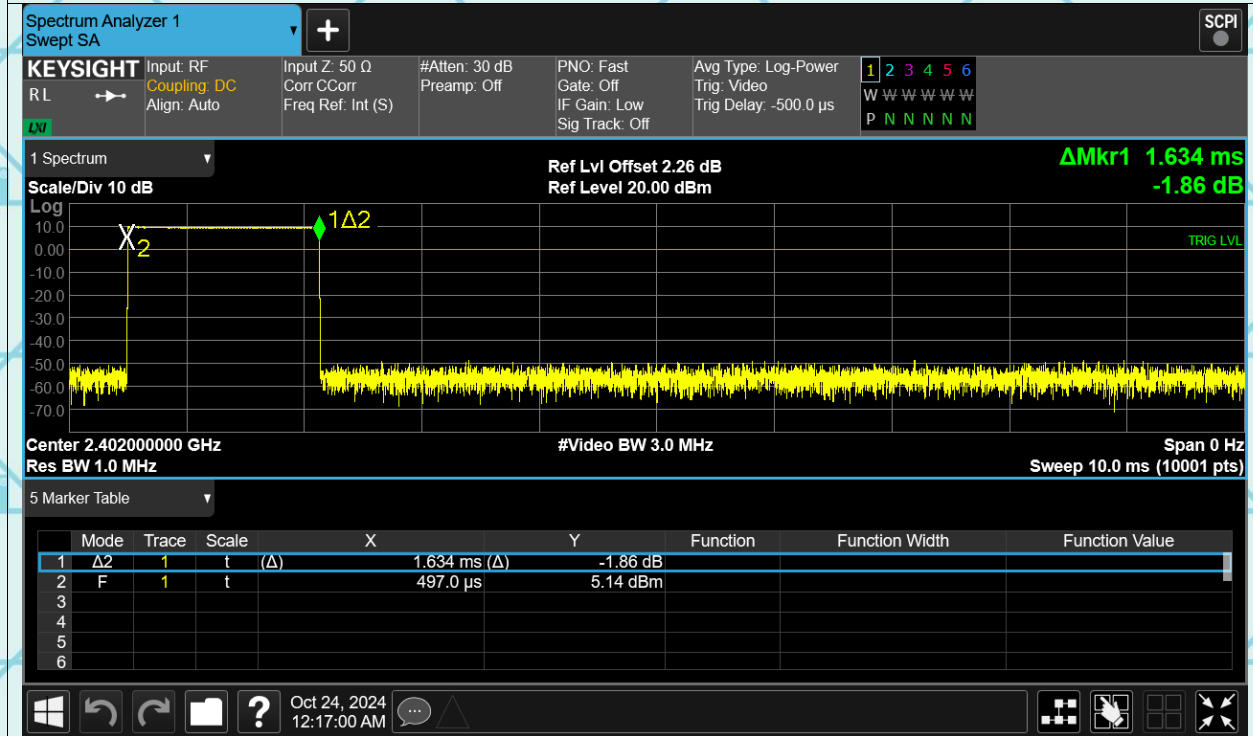 Spectrum Analyzer 1
Swept SA
+
SCPI
KEYSIGHT
RL
LXI
Input: RF
Coupling: DC
Align: Auto
Input Z: 50 Ω
Corr CCorr
Freq Ref: Int (S)
#Atten: 30 dB
Preamp: Off
PNO: Fast
Gate: Off
IF Gain: Low
Sig Track: Off
Avg Type: Log-Power
Trig: Video
Trig Delay: -500.0 µs
1 2 3 4 5 6
W W W W W W
P N N N N N
1 Spectrum
Scale/Div 10 dB
Ref Lvl Offset 2.26 dB
Ref Level 20.00 dBm
ΔMkr1 1.634 ms
-1.86 dB
Log
10.0
0.00
-10.0
-20.0
-30.0
-40.0
-50.0
-60.0
-70.0
X2
1Δ2
TRIG LVL
Center 2.402000000 GHz
#Video BW 3.0 MHz
Span 0 Hz
Res BW 1.0 MHz
Sweep 10.0 ms (10001 pts)
5 Marker Table
Mode Trace Scale X Y Function Function Width Function Value
1 Δ2 1 t (Δ) 1.634 ms (Δ) -1.86 dB
2 F 1 t 497.0 µs 5.14 dBm
3
4
5
6
?
Oct 24, 2024
12:17:00 AM